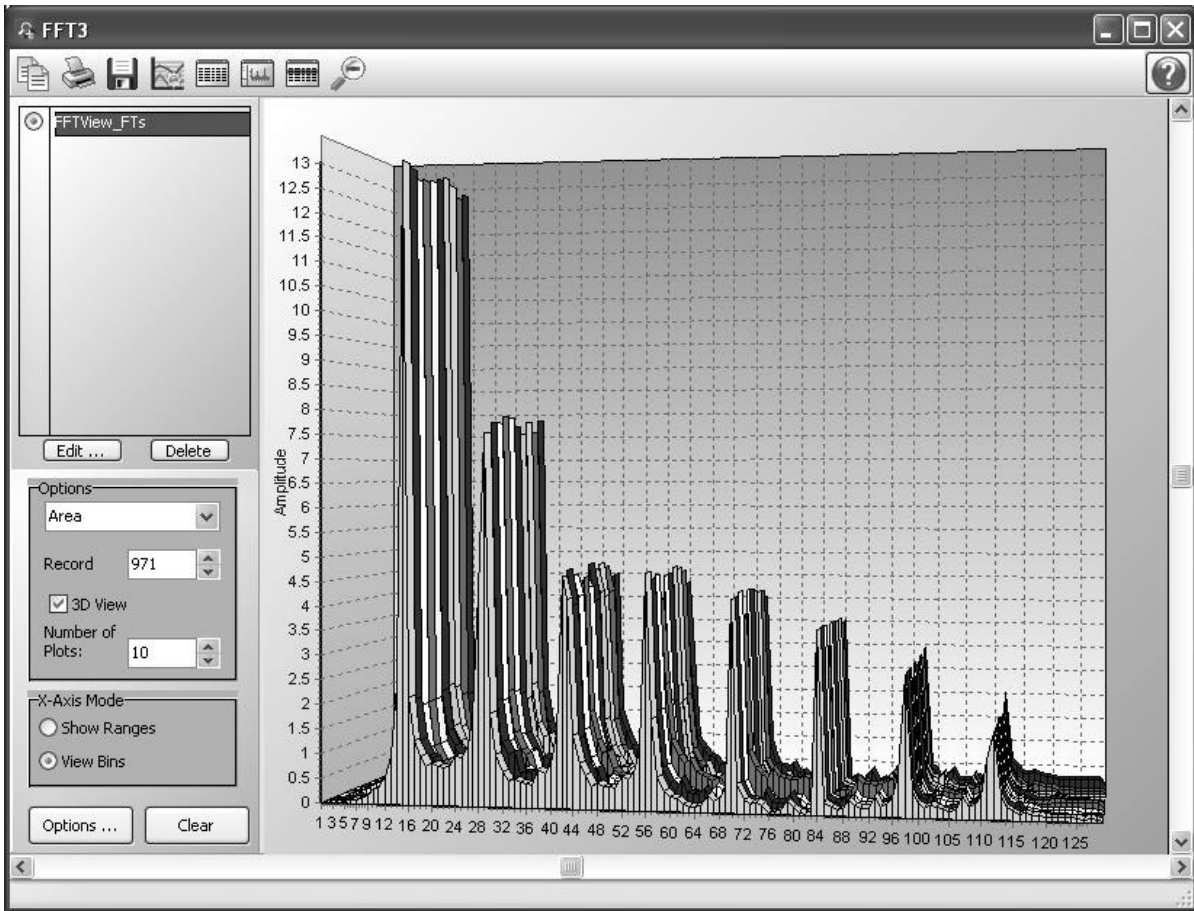 FFT3
FFTView_FTs
Edit ...
Delete
Options
Area
Record
971
3D View
Number of
Plots:
10
X-Axis Mode
Show Ranges
View Bins
Options ...
Clear
Amplitude
13
12.5
12
11.5
11
10.5
10
9.5
9
8.5
8
7.5
7
6.5
6
5.5
5
4.5
4
3.5
3
2.5
2
1.5
1
0.5
0
1 3 5 7 9 12 16 20 24 28 32 36 40 44 48 52 56 60 64 68 72 76 80 84 88 92 96 100 105 110 115 120 125